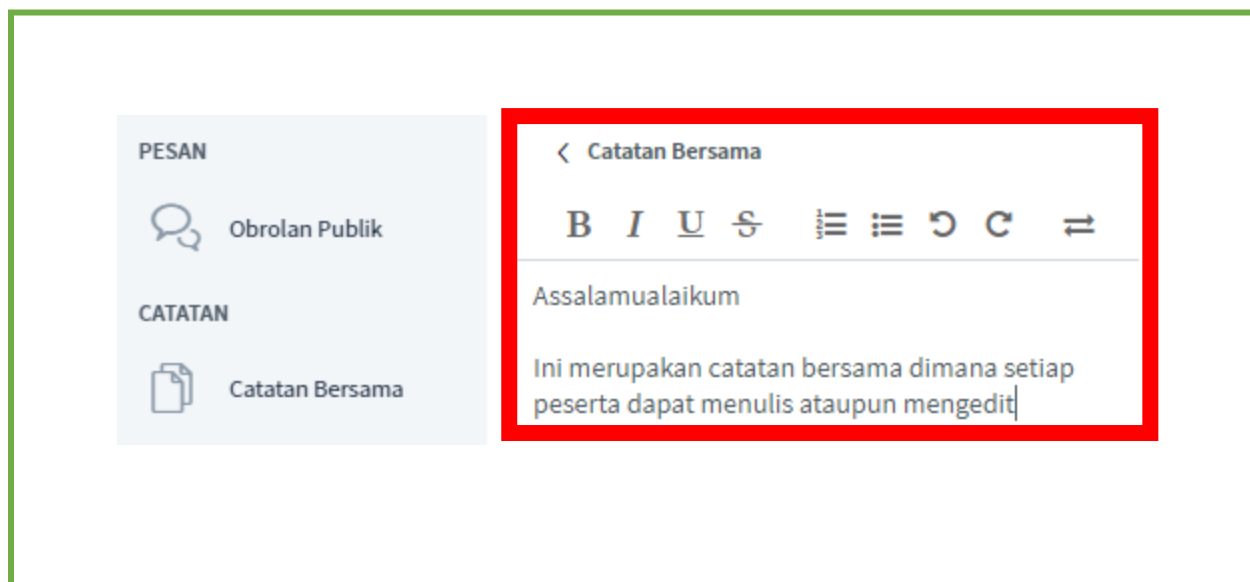 PESAN
Obrolan Publik
CATATAN
Catatan Bersama
Catatan Bersama
B I U S
Assalamualaikum
Ini merupakan catatan bersama dimana setiap
peserta dapat menulis ataupun mengedit